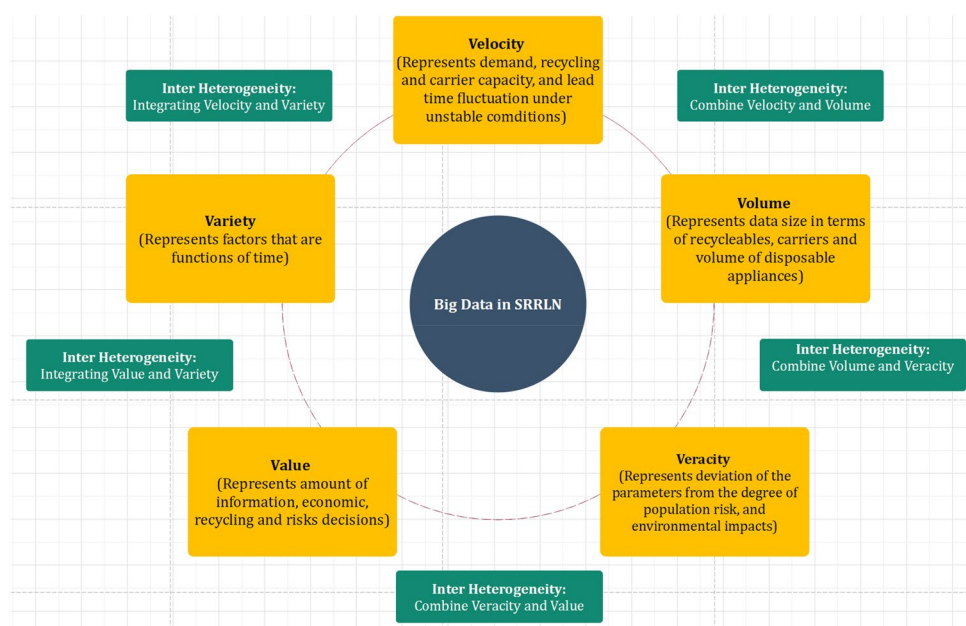 Velocity
(Represents demand, recycling
and carrier capacity, and lead
time fluctuation under
unstable comditions)
Inter Heterogeneity:
Integrating Velocity and Variety
Inter Heterogeneity:
Combine Velocity and Volume
Variety
(Represents factors that are
functions of time)
Volume
(Represents data size in terms
of recycleables, carriers and
volume of disposable
appliances)
Big Data in SRRLN
Inter Heterogeneity:
Integrating Value and Variety
Inter Heterogeneity:
Combine Volume and Veracity
Value
(Represents amount of
information, economic,
recycling and risks decisions)
Veracity
(Represents deviation of the
parameters from the degree of
population risk, and
environmental impacts)
Inter Heterogeneity:
Combine Veracity and Value